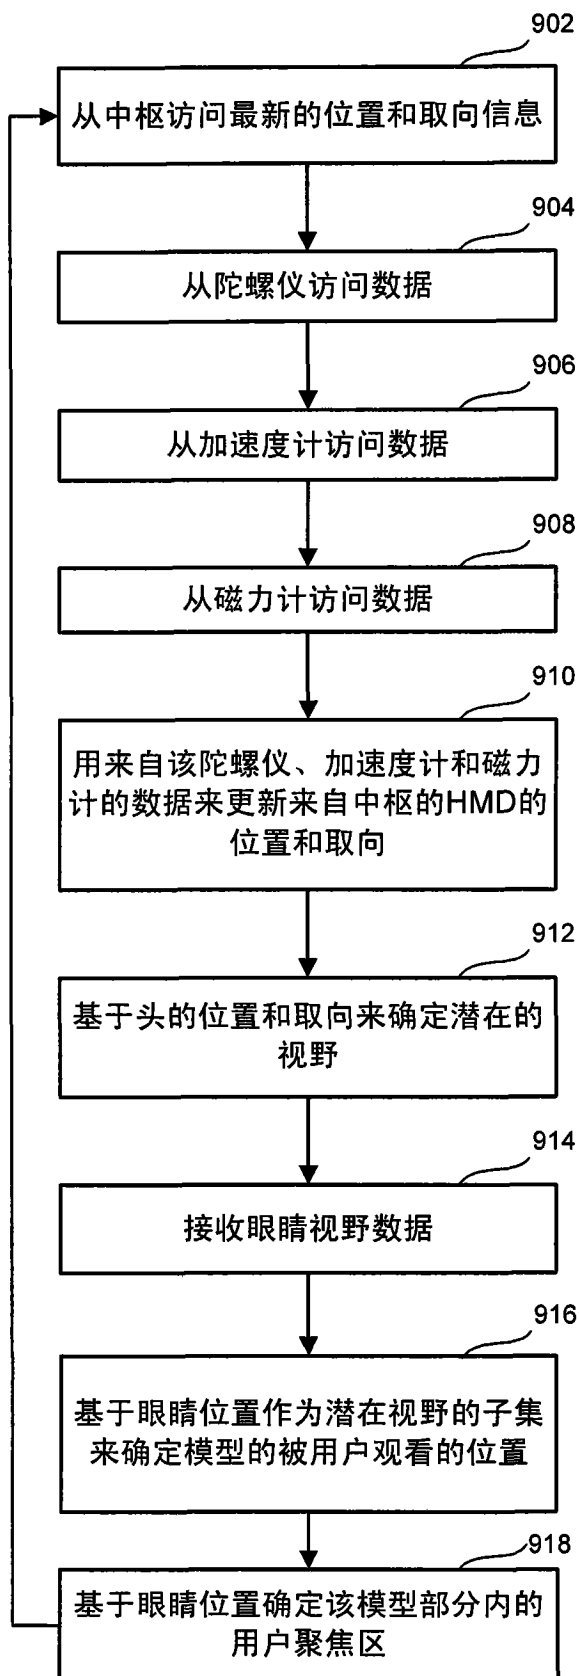 902
从中枢访问最新的位置和取向信息
904
从陀螺仪访问数据
906
从加速度计访问数据
908
从磁力计访问数据
910
用来自该陀螺仪、加速度计和磁力
计的数据来更新来自中枢的HMD的
位置和取向
912
基于头的位置和取向来确定潜在的
视野
914
接收眼睛视野数据
916
基于眼睛位置作为潜在视野的子集
来确定模型的被用户观看的位置
918
基于眼睛位置确定该模型部分内的
用户聚焦区